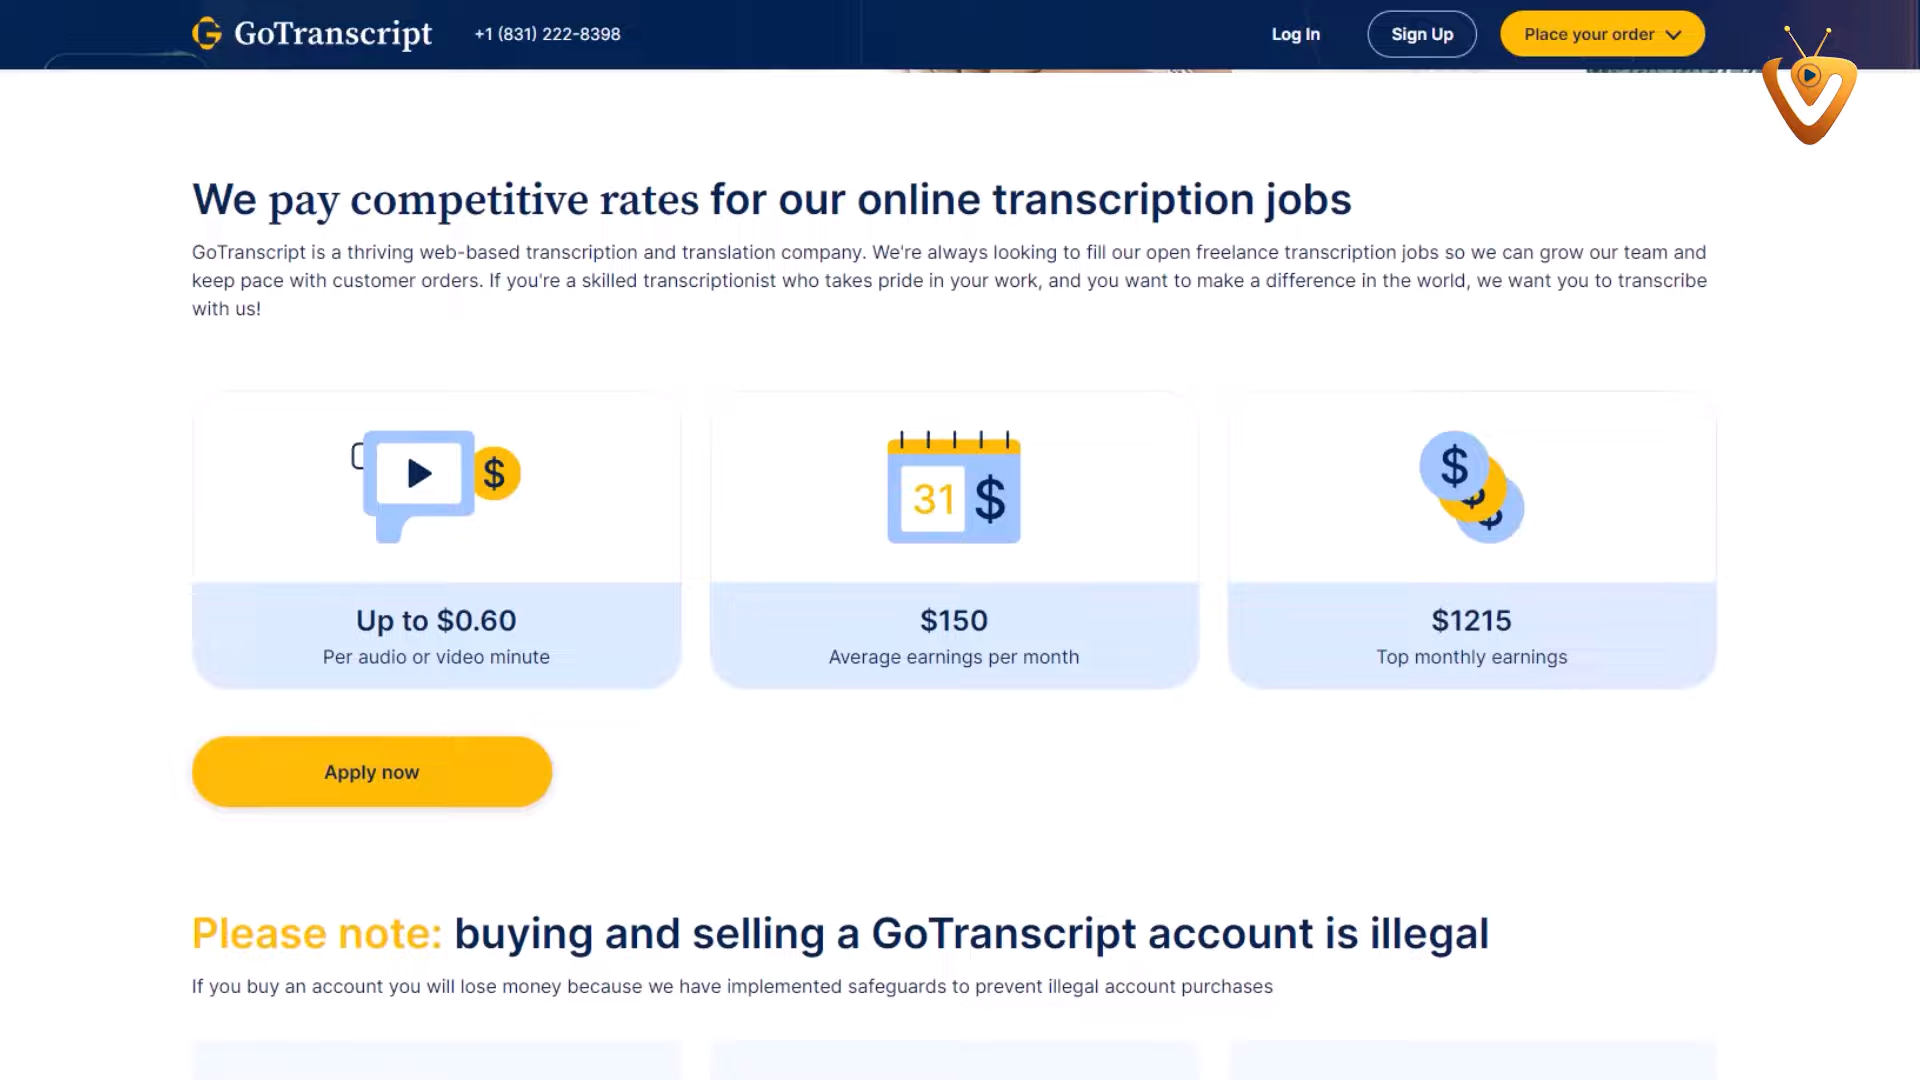 GoTranscript +1 (831) 222-8398 Log In Sign Up Place your order
We pay competitive rates for our online transcription jobs
GoTranscript is a thriving web-based transcription and translation company. We're always looking to fill our open freelance transcription jobs so we can grow our team and
keep pace with customer orders. If you're a skilled transcriptionist who takes pride in your work, and you want to make a difference in the world, we want you to transcribe
with us!
$
31 $
$ $ $
Up to $0.60
Per audio or video minute
$150
Average earnings per month
$1215
Top monthly earnings
Apply now
Please note: buying and selling a GoTranscript account is illegal
If you buy an account you will lose money because we have implemented safeguards to prevent illegal account purchases